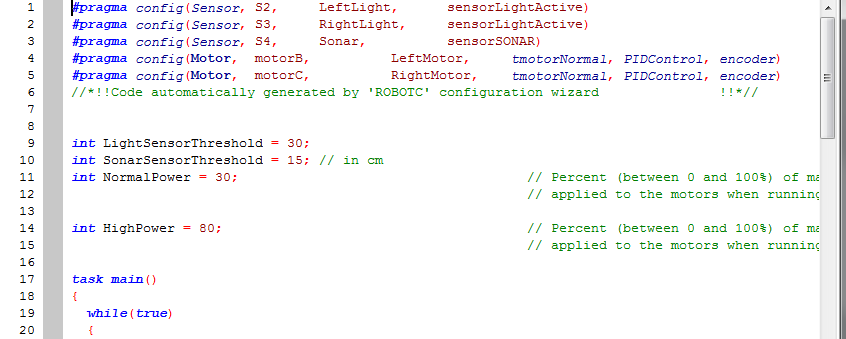 1 #pragma config(Sensor, S2, LeftLight, sensorLightActive)
2 #pragma config(Sensor, S3, RightLight, sensorLightActive)
3 #pragma config(Sensor, S4, Sonar, sensorSONAR)
4 #pragma config(Motor, motorB, LeftMotor, tmotorNormal, PIDControl, encoder)
5 #pragma config(Motor, motorC, RightMotor, tmotorNormal, PIDControl, encoder)
6 //*!!Code automatically generated by 'ROBOTC' configuration wizard !!*//
7
8
9 int LightSensorThreshold = 30;
10 int SonarSensorThreshold = 15; // in cm
11 int NormalPower = 30; // Percent (between 0 and 100%) of ma
12 // applied to the motors when running
13
14 int HighPower = 80; // Percent (between 0 and 100%) of ma
15 // applied to the motors when running
16
17 task main()
18 {
19 while(true)
20 {